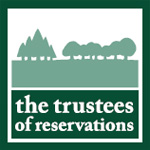 the trustees
of reservations